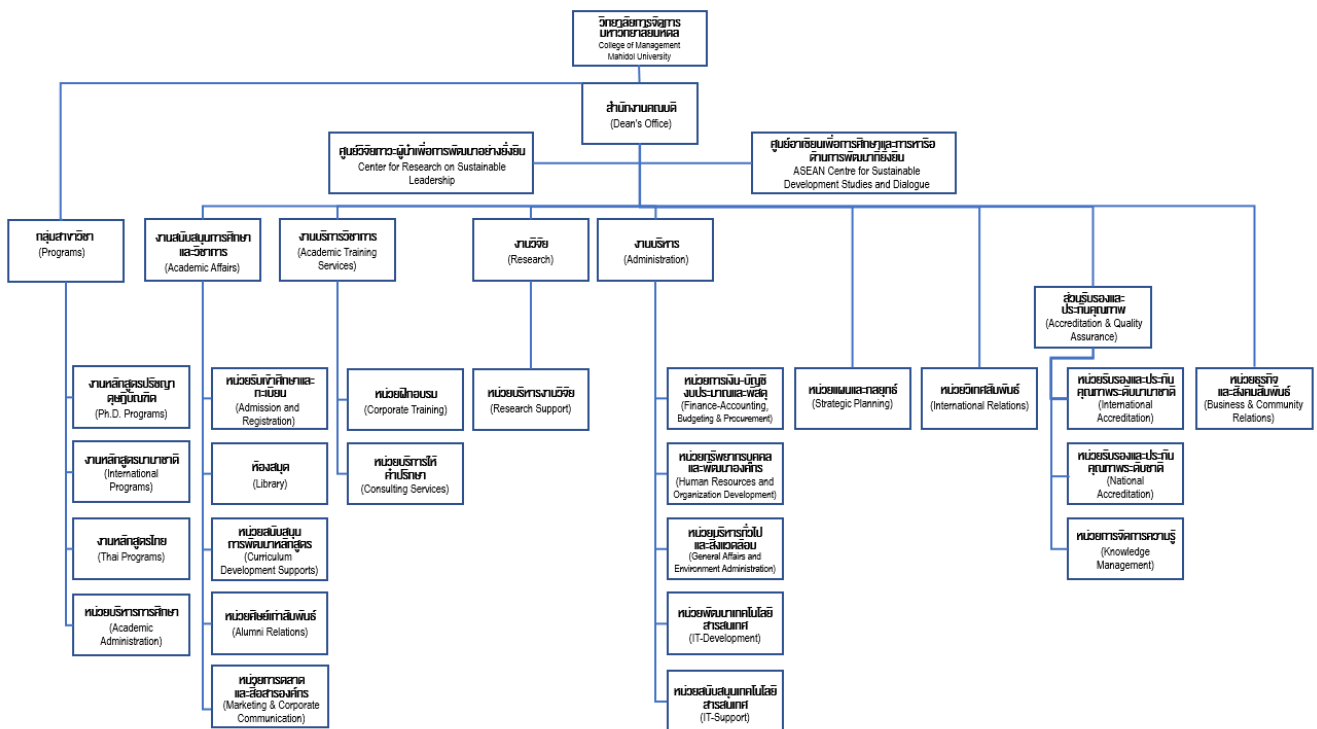 วิทยาลัยการจัดการ
มหาวิทยาลัยมหิดล
College of Management
Mahidol University
สำนักงานคณบดี
(Dean's Office)
ศูนย์วิจัยภาวะผู้นำเพื่อการพัฒนาอย่างยั่งยืน
Center for Research on Sustainable
Leadership
ศูนย์อาเซียนเพื่อการศึกษาและการหารือ
ด้านการพัฒนาที่ยั่งยืน
ASEAN Centre for Sustainable
Development Studies and Dialogue
กลุ่มสาขาวิชา
(Programs)
งานสนับสนุนการศึกษา
และวิชาการ
(Academic Affairs)
งานบริการวิชาการ
(Academic Training
Services)
งานวิจัย
(Research)
งานบริหาร
(Administration)
ส่วนรับรองและ
ประกันคุณภาพ
(Accreditation & Quality
Assurance)
งานหลักสูตรปริชญา
ดุษฎีบัณฑิต
(Ph.D. Programs)
งานหลักสูตรนานาชาติ
(International
Programs)
งานหลักสูตรไทย
(Thai Programs)
หน่วยบริหารการศึกษา
(Academic
Administration)
หน่วยรับเข้าศึกษาและ
ทะเบียน
(Admission and
Registration)
ห้องสมุด
(Library)
หน่วยสนับสนุน
การพัฒนาหลักสูตร
(Curriculum
Development Supports)
หน่วยศิษย์เก่าสัมพันธ์
(Alumni Relations)
หน่วยการตลาด
และสื่อสารองค์กร
(Marketing & Corporate
Communication)
หน่วยฝึกอบรม
(Corporate Training)
หน่วยบริการให้
คำปรึกษา
(Consulting Services)
หน่วยบริหารงานวิจัย
(Research Support)
หน่วยการเงิน-บัญชี
งบประมาณและพัสดุ
(Finance-Accounting,
Budgeting & Procurement)
หน่วยทรัพยากรบุคคล
และพัฒนาองค์กร
(Human Resources and
Organization Development)
หน่วยบริหารทั่วไป
และสิ่งแวดล้อม
(General Affairs and
Environment Administration)
หน่วยพัฒนาเทคโนโลยี
สารสนเทศ
(IT-Development)
หน่วยสนับสนุนเทคโนโลยี
สารสนเทศ
(IT-Support)
หน่วยแผนและกลยุทธ์
(Strategic Planning)
หน่วยวิเทศสัมพันธ์
(International Relations)
หน่วยรับรองและประกัน
คุณภาพระดับนานาชาติ
(International
Accreditation)
หน่วยรับรองและประกัน
คุณภาพระดับชาติ
(National
Accreditation)
หน่วยการจัดการความรู้
(Knowledge
Management)
หน่วยธุรกิจ
และสังคมสัมพันธ์
(Business & Community
Relations)